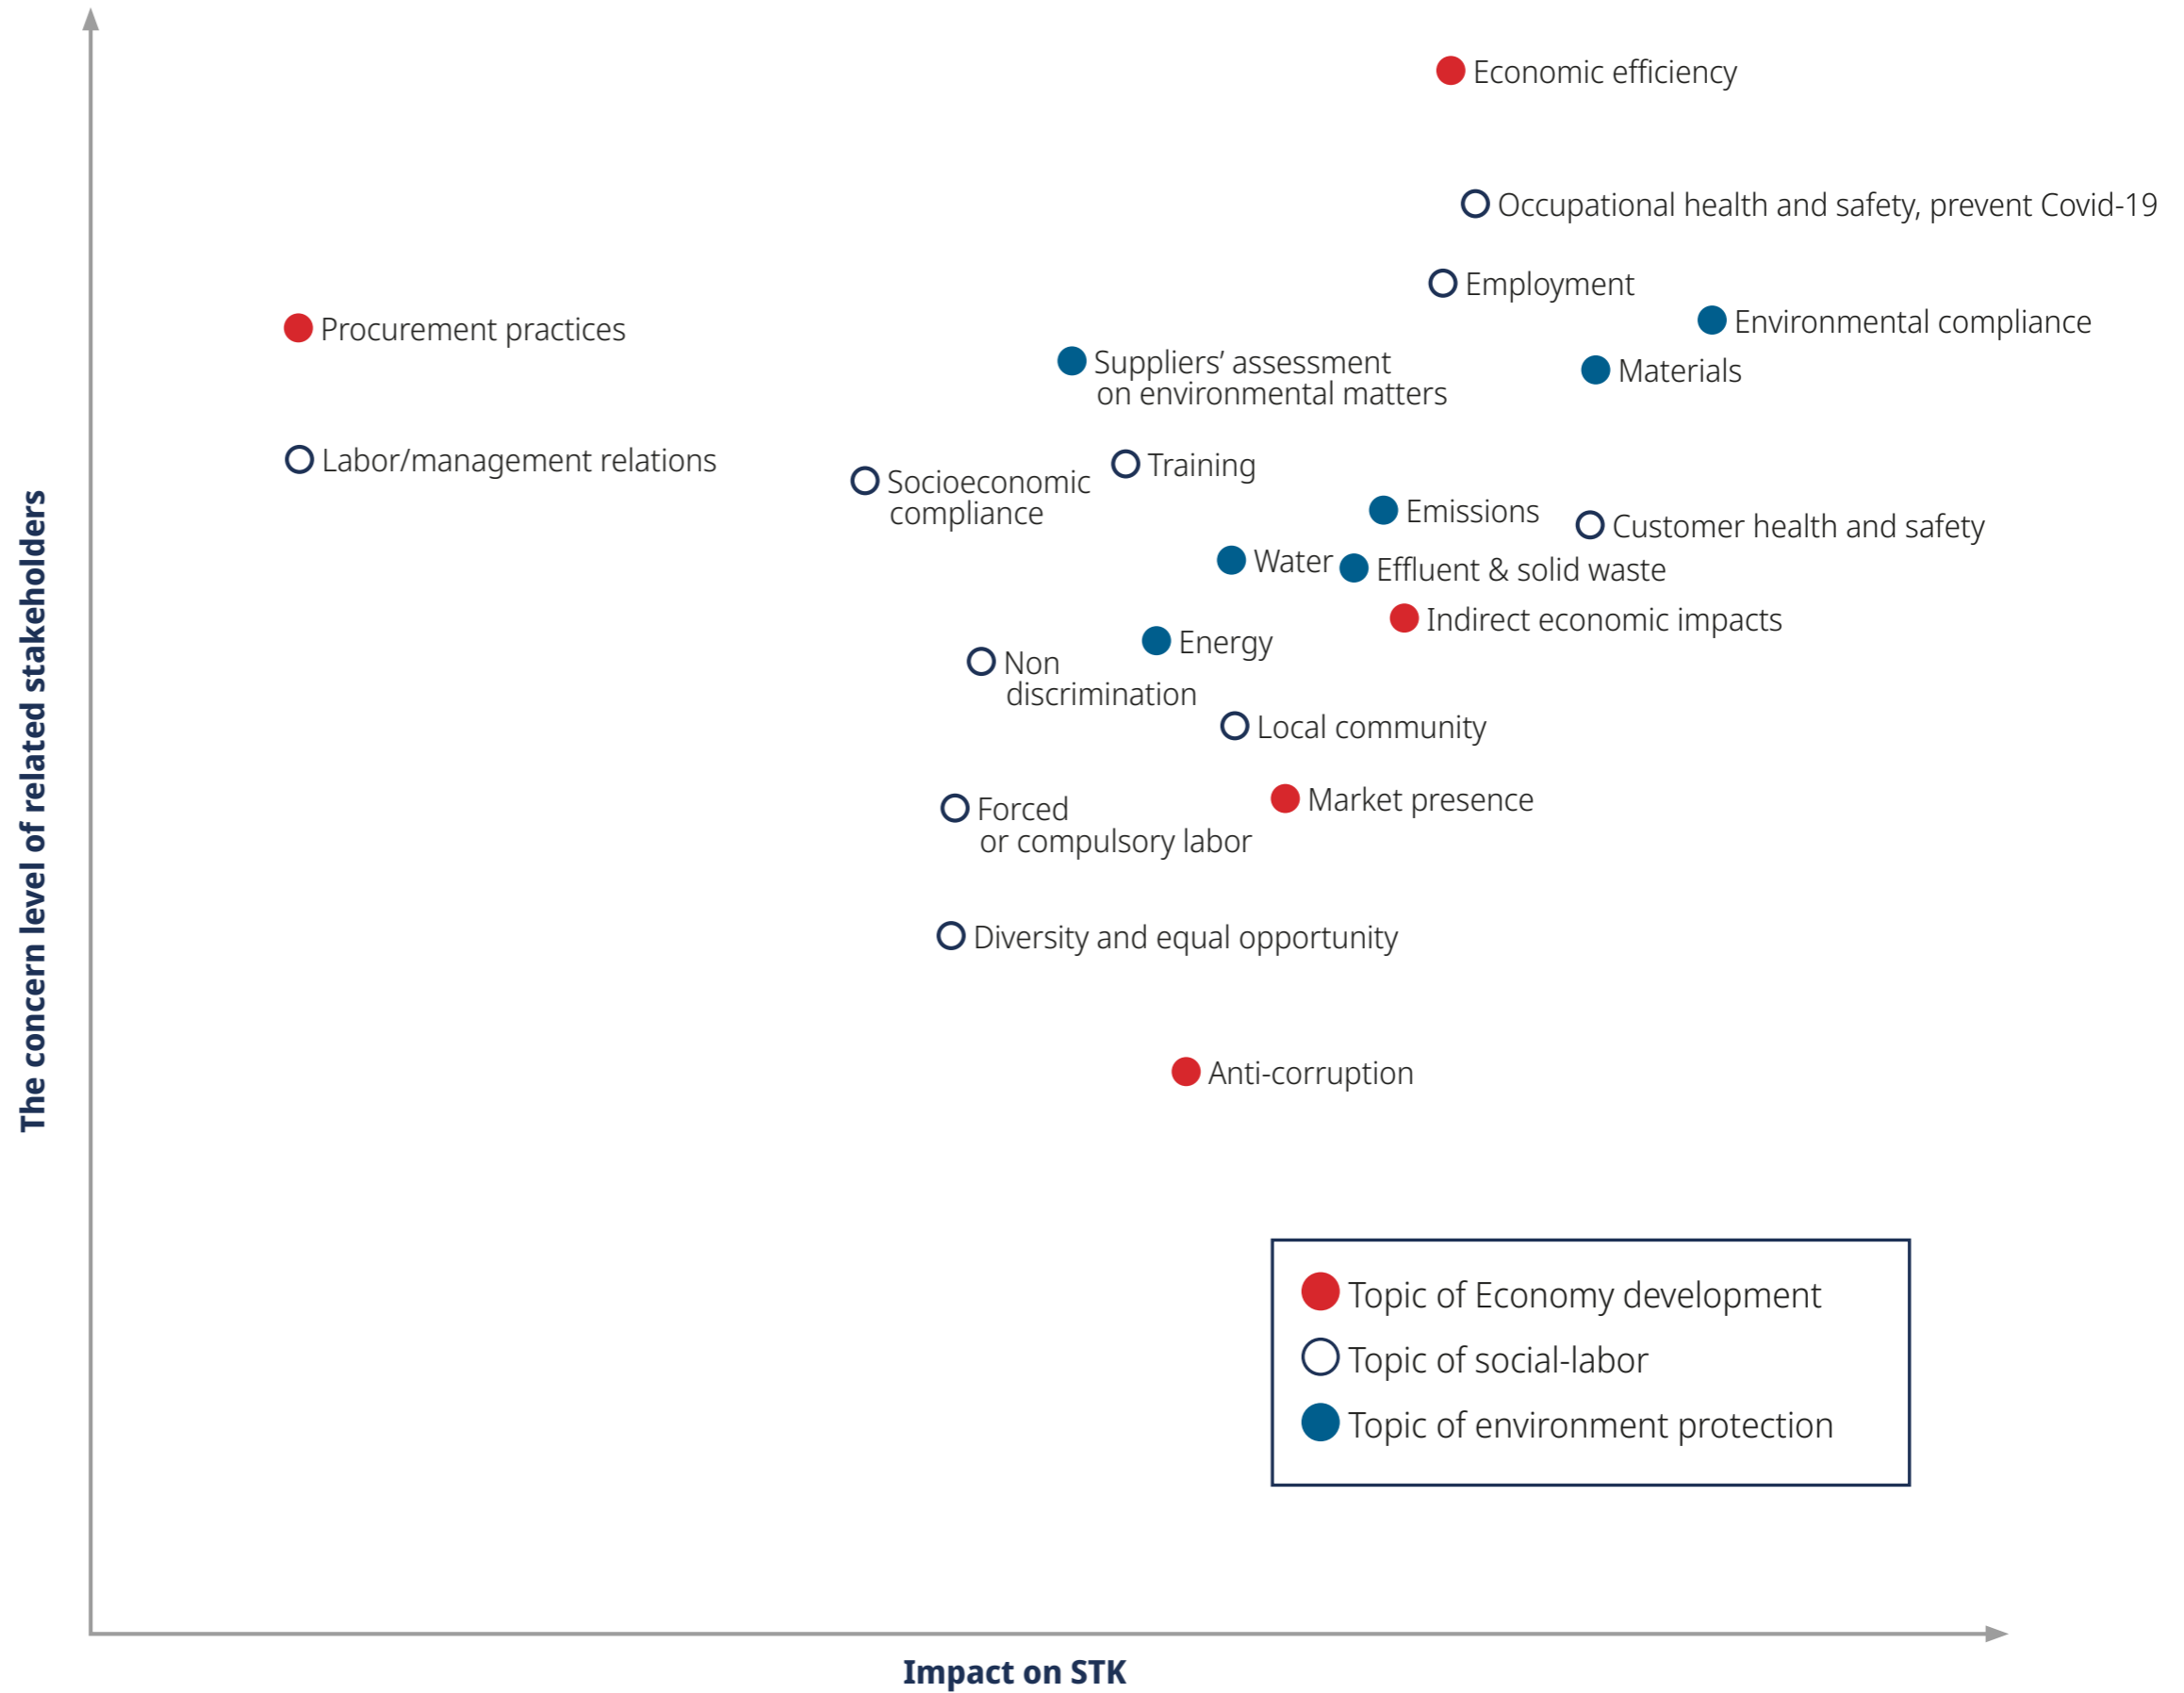 Economic efficiency
Occupational health and safety, prevent Covid-19
Employment
Environmental compliance
Procurement practices
Suppliers’ assessment
on environmental matters
Materials
Labor/management relations
Training
Socioeconomic
compliance
Emissions
Customer health and safety
Water
Effluent & solid waste
Indirect economic impacts
Energy
Non
discrimination
Local community
Market presence
Forced
or compulsory labor
Diversity and equal opportunity
Anti-corruption
The concern level of related stakeholders
Topic of Economy development
Topic of social-labor
Topic of environment protection
Impact on STK